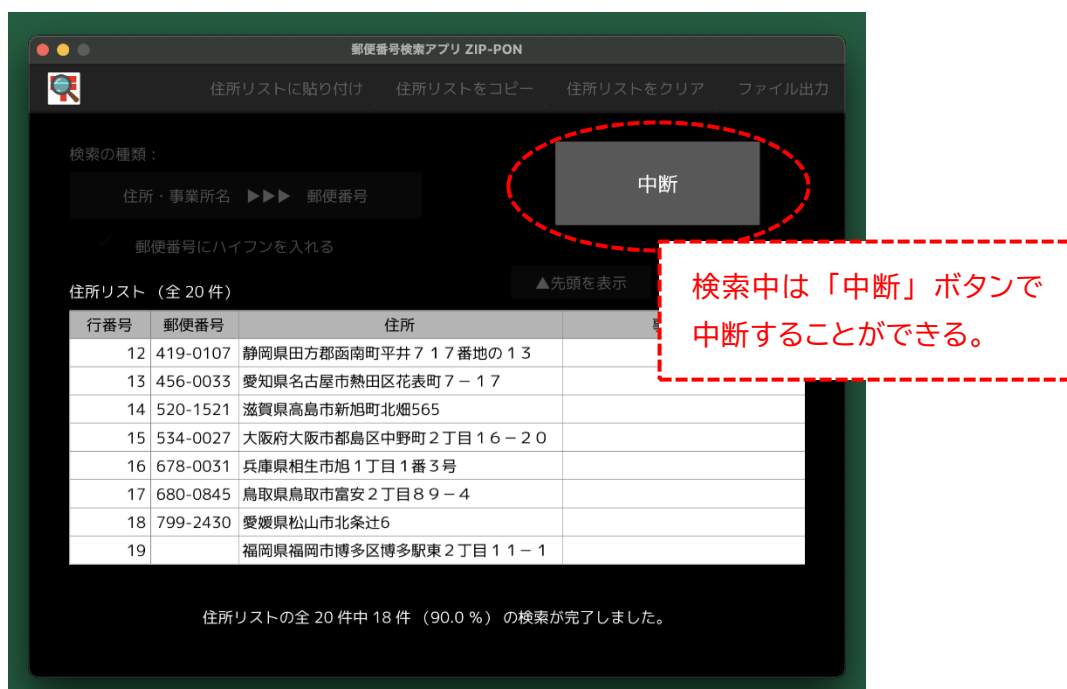 郵便番号検索アプリ ZIP-PON
住所リストに貼り付け 住所リストをコピー 住所リストをクリア ファイル出力
検索の種類：
中断
住所・事業所名 ▶▶▶ 郵便番号
郵便番号にハイフンを入れる
▲先頭を表示
検索中は「中断」ボタンで
中断することができる。
住所リスト （全 20 件）
行番号 郵便番号 住所
12 419-0107 静岡県田方郡函南町平井７１７番地の１３
13 456-0033 愛知県名古屋市熱田区花表町７－１７
14 520-1521 滋賀県高島市新旭町北畑565
15 534-0027 大阪府大阪市都島区中野町２丁目１６－２０
16 678-0031 兵庫県相生市旭１丁目１番３号
17 680-0845 鳥取県鳥取市富安２丁目８９－４
18 799-2430 愛媛県松山市北条辻6
19 福岡県福岡市博多区博多駅東２丁目１１－１
住所リストの全 20 件中 18 件 （90.0 %） の検索が完了しました。